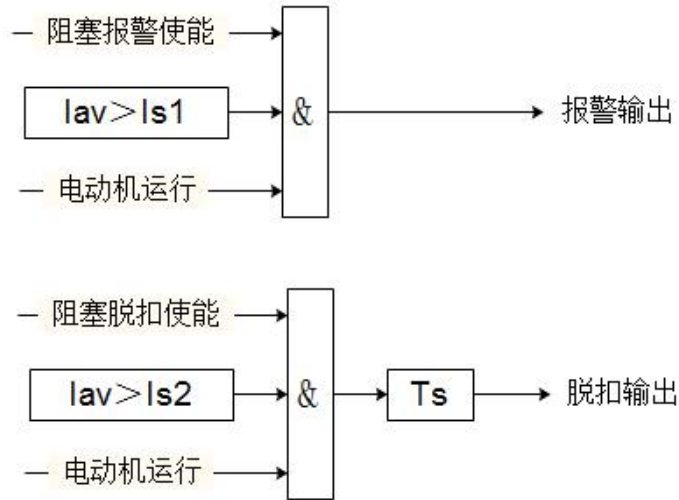 阻塞报警使能
Iav＞Is1
&
报警输出
电动机运行
阻塞脱扣使能
Iav＞Is2
&
Ts
脱扣输出
电动机运行